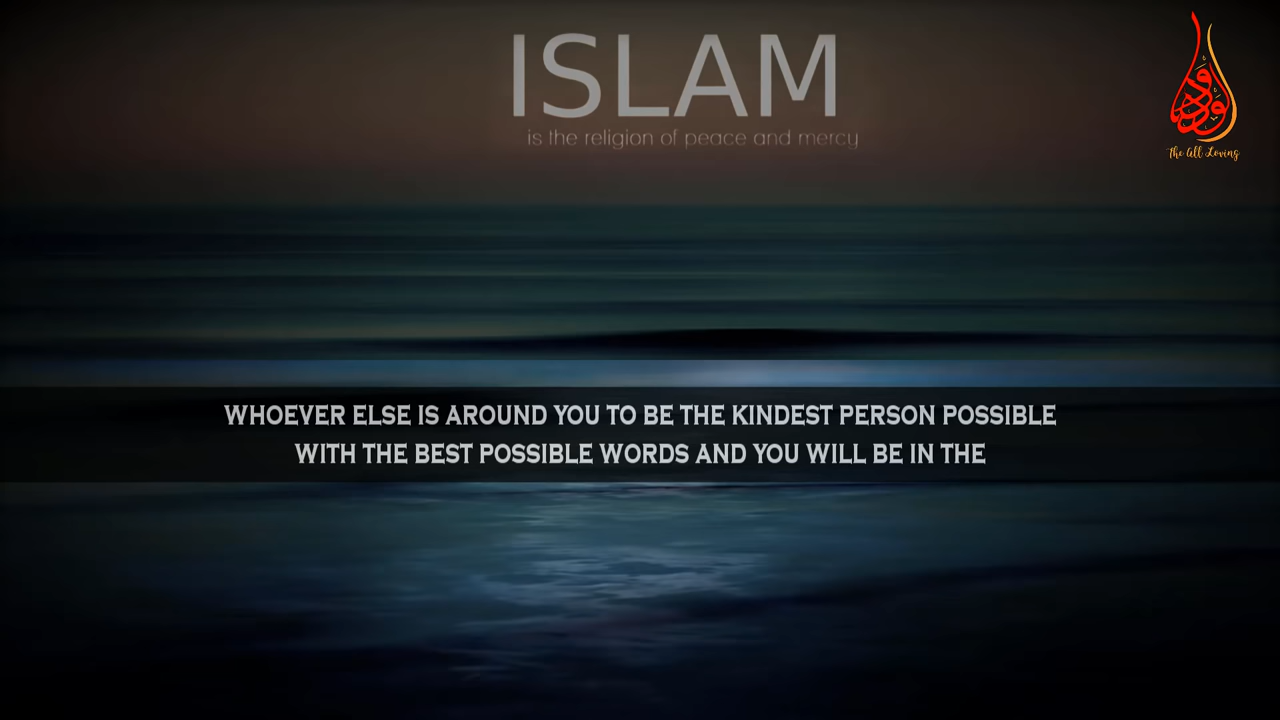 ISLAM
is the religion of peace and mercy
ودود
The All Loving
WHOEVER ELSE IS AROUND YOU TO BE THE KINDEST PERSON POSSIBLE
WITH THE BEST POSSIBLE WORDS AND YOU WILL BE IN THE